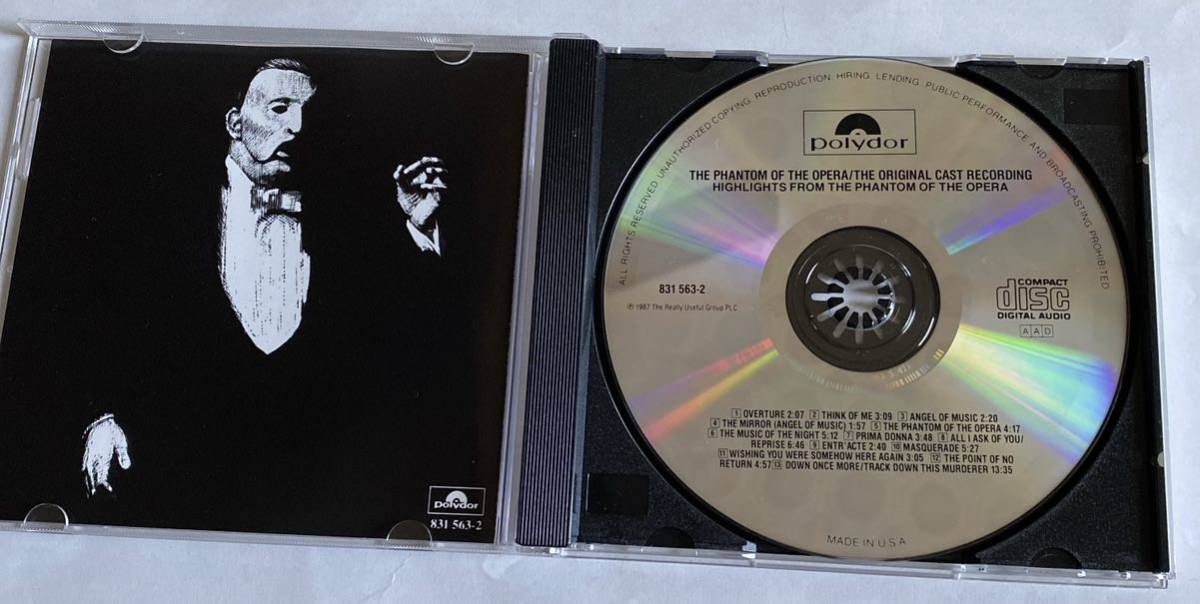 polydor
831 563-2
ALL RIGHTS RESERVED. UNAUTHORIZED COPYING. REPRODUCTION. HIRING. LENDING. PUBLIC PERFORMANCE AND BROADCASTING PROHIBITED
polydor
THE PHANTOM OF THE OPERA/THE ORIGINAL CAST RECORDING
HIGHLIGHTS FROM THE PHANTOM OF THE OPERA
831 563-2
℗ 1987 The Really Useful Group PLC
COMPACT
disc
DIGITAL AUDIO
AAD
1 OVERTURE 2:07 2 THINK OF ME 3:09 3 ANGEL OF MUSIC 2:20
4 THE MIRROR (ANGEL OF MUSIC) 1:57 5 THE PHANTOM OF THE OPERA 4:17
6 THE MUSIC OF THE NIGHT 5:12 7 PRIMA DONNA 3:48 8 ALL I ASK OF YOU/
REPRISE 6:46 9 ENTR'ACTE 2:40 10 MASQUERADE 5:27
11 WISHING YOU WERE SOMEHOW HERE AGAIN 3:05 12 THE POINT OF NO
RETURN 4:57 13 DOWN ONCE MORE/TRACK DOWN THIS MURDERER 13:35
MADE IN U.S.A